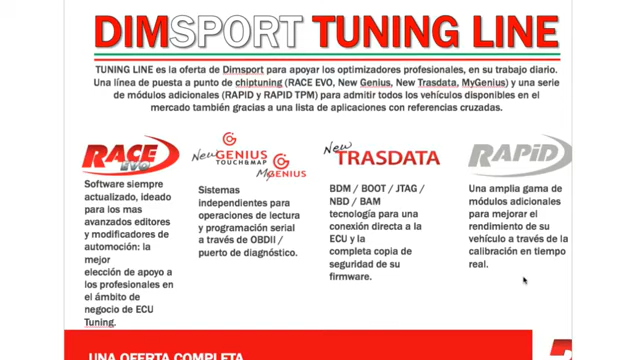 DIMSPORT TUNING LINE
TUNING LINE es la oferta de Dimsport para apoyar los optimizadores profesionales, en su trabajo diario.
Una línea de puesta a punto de chiptuning (RACE EVO, New Genius, New Trasdata, MyGenius) y una serie
de módulos adicionales (RAPID y RAPID TPM) para admitir todos los vehículos disponibles en el
mercado también gracias a una lista de aplicaciones con referencias cruzadas.
RACE
EVO
Software siempre
actualizado, ideado
para los mas
avanzados editores
y modificadores de
automoción: la
mejor
elección de apoyo a
los profesionales en
el ámbito de
negocio de ECU
Tuning.
New GENIUS
TOUCH&MAP
My GENIUS
Sistemas
independientes para
operaciones de lectura
y programación serial
a través de OBDII /
puerto de diagnóstico.
New
TRASDATA
BDM / BOOT / JTAG /
NBD / BAM
tecnología para una
conexión directa a la
ECU y la
completa copia de
seguridad de su
firmware.
RAPID
Una amplia gama de
módulos adicionales
para mejorar el
rendimiento de su
vehículo a través de la
calibración en tiempo
real.
UNA OFERTA COMPLETA